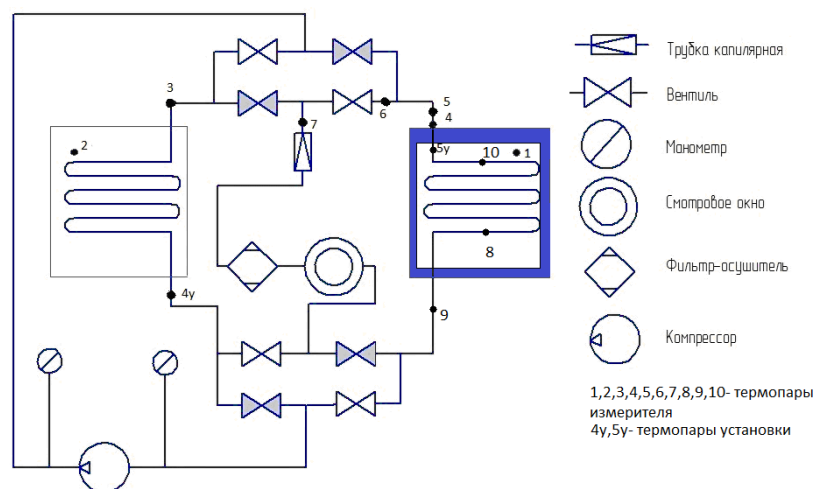 Трубка капилярная
3
5
4
6
7
Вентиль
2
5у
10
1
Манометр
Смотровое окно
8
Фильтр-осушитель
4у
9
Компрессор
1,2,3,4,5,6,7,8,9,10- термопары
измерителя
4у,5у- термопары установки